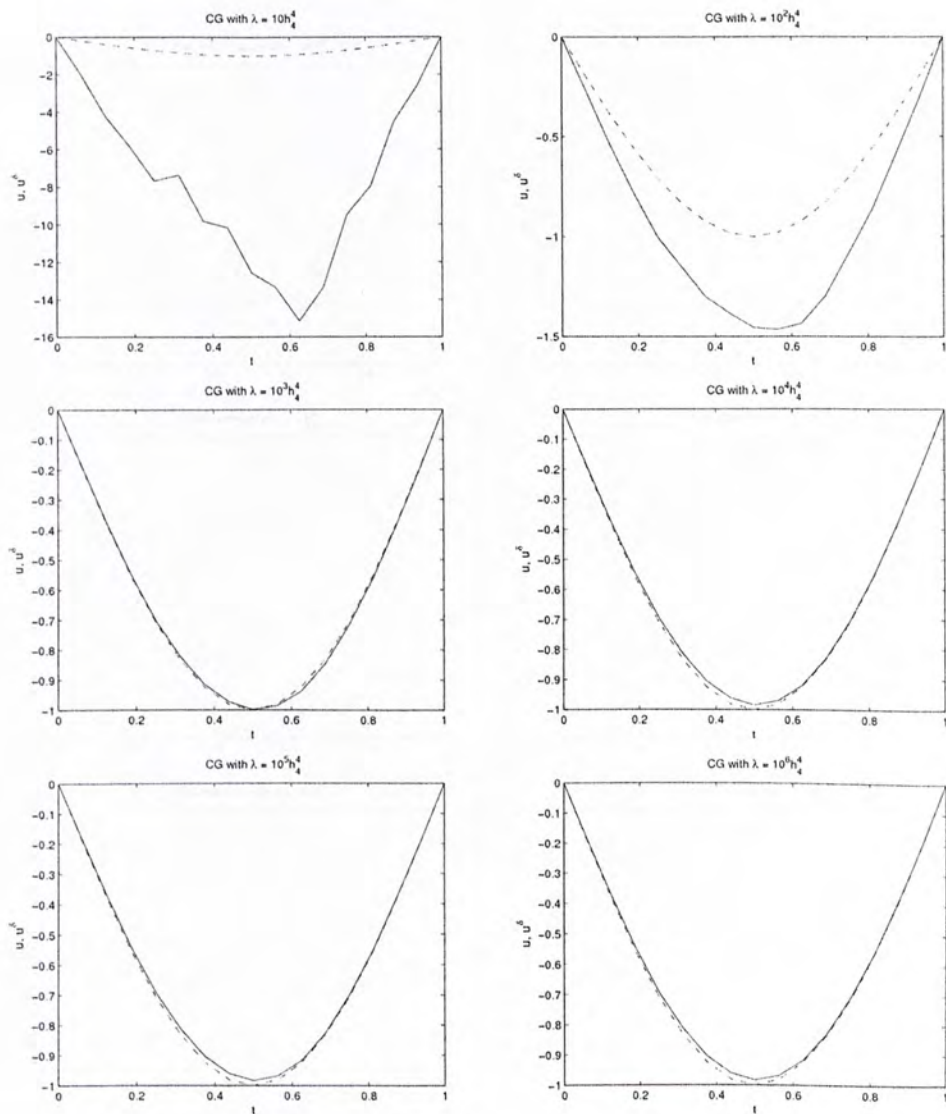 CG with λ = 10h₄⁴
0
−2
−4
−6
−8
−10
−12
−14
−16
u, u^δ
0 0.2 0.4 0.6 0.8 1
t
CG with λ = 10²h₄⁴
0
−0.5
−1
−1.5
u, u^δ
0 0.2 0.4 0.6 0.8 1
t
CG with λ = 10³h₄⁴
0
−0.1
−0.2
−0.3
−0.4
−0.5
−0.6
−0.7
−0.8
−0.9
−1
u, u^δ
0 0.2 0.4 0.6 0.8 1
t
CG with λ = 10⁴h₄⁴
0
−0.1
−0.2
−0.3
−0.4
−0.5
−0.6
−0.7
−0.8
−0.9
−1
u, u^δ
0 0.2 0.4 0.6 0.8 1
t
CG with λ = 10⁵h₄⁴
0
−0.1
−0.2
−0.3
−0.4
−0.5
−0.6
−0.7
−0.8
−0.9
−1
u, u^δ
0 0.2 0.4 0.6 0.8 1
t
CG with λ = 10⁶h₄⁴
0
−0.1
−0.2
−0.3
−0.4
−0.5
−0.6
−0.7
−0.8
−0.9
−1
u, u^δ
0 0.2 0.4 0.6 0.8 1
t